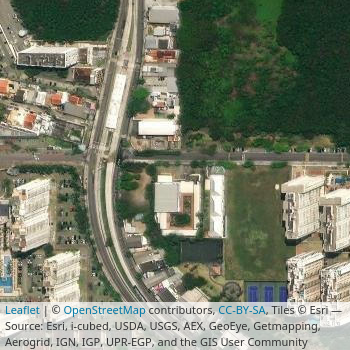 Leaflet | © OpenStreetMap contributors, CC-BY-SA, Tiles © Esri —
Source: Esri, i-cubed, USDA, USGS, AEX, GeoEye, Getmapping,
Aerogrid, IGN, IGP, UPR-EGP, and the GIS User Community